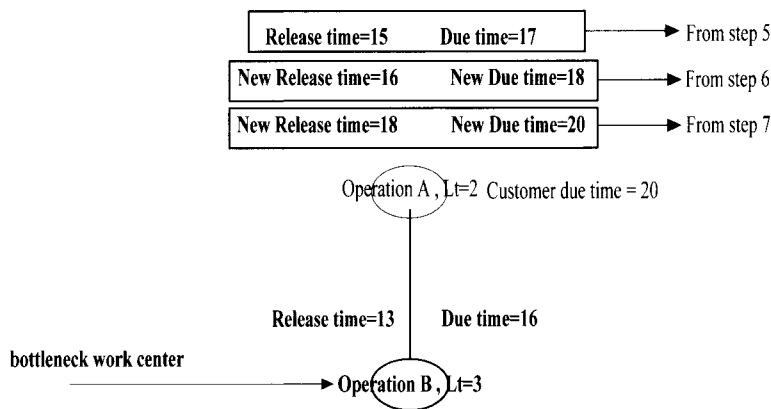 Release time=15 Due time=17 From step 5
New Release time=16 New Due time=18 From step 6
New Release time=18 New Due time=20 From step 7
Operation A , Lt=2 Customer due time = 20
Release time=13 Due time=16
bottleneck work center
Operation B , Lt=3